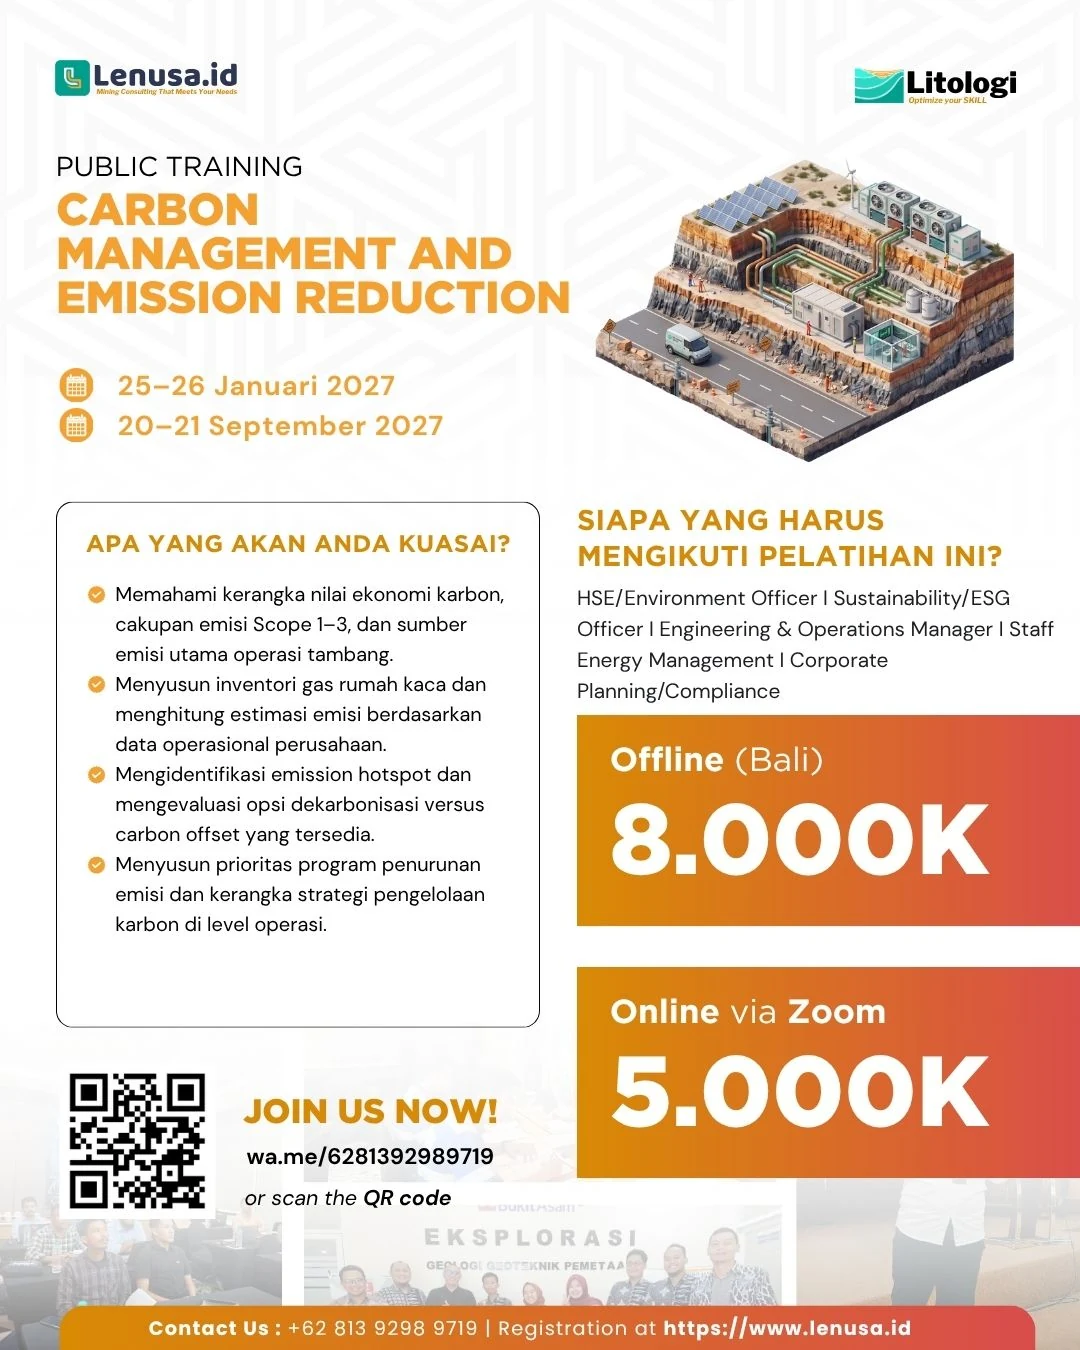 Lenusa.id
Mining Consulting That Meets Your Needs
Litologi
Optimize your SKILL
PUBLIC TRAINING
CARBON
MANAGEMENT AND
EMISSION REDUCTION
25–26 Januari 2027
20–21 September 2027
APA YANG AKAN ANDA KUASAI?
Memahami kerangka nilai ekonomi karbon,
cakupan emisi Scope 1–3, dan sumber
emisi utama operasi tambang.
Menyusun inventori gas rumah kaca dan
menghitung estimasi emisi berdasarkan
data operasional perusahaan.
Mengidentifikasi emission hotspot dan
mengevaluasi opsi dekarbonisasi versus
carbon offset yang tersedia.
Menyusun prioritas program penurunan
emisi dan kerangka strategi pengelolaan
karbon di level operasi.
SIAPA YANG HARUS
MENGIKUTI PELATIHAN INI?
HSE/Environment Officer I Sustainability/ESG
Officer I Engineering & Operations Manager I Staff
Energy Management I Corporate
Planning/Compliance
Offline (Bali)
8.000K
Online via Zoom
5.000K
JOIN US NOW!
wa.me/6281392989719
or scan the QR code
BukitAsam
EKSPLORASI
GEOLOGI GEOTEKNIK PEMETAA
Contact Us : +62 813 9298 9719 | Registration at https://www.lenusa.id